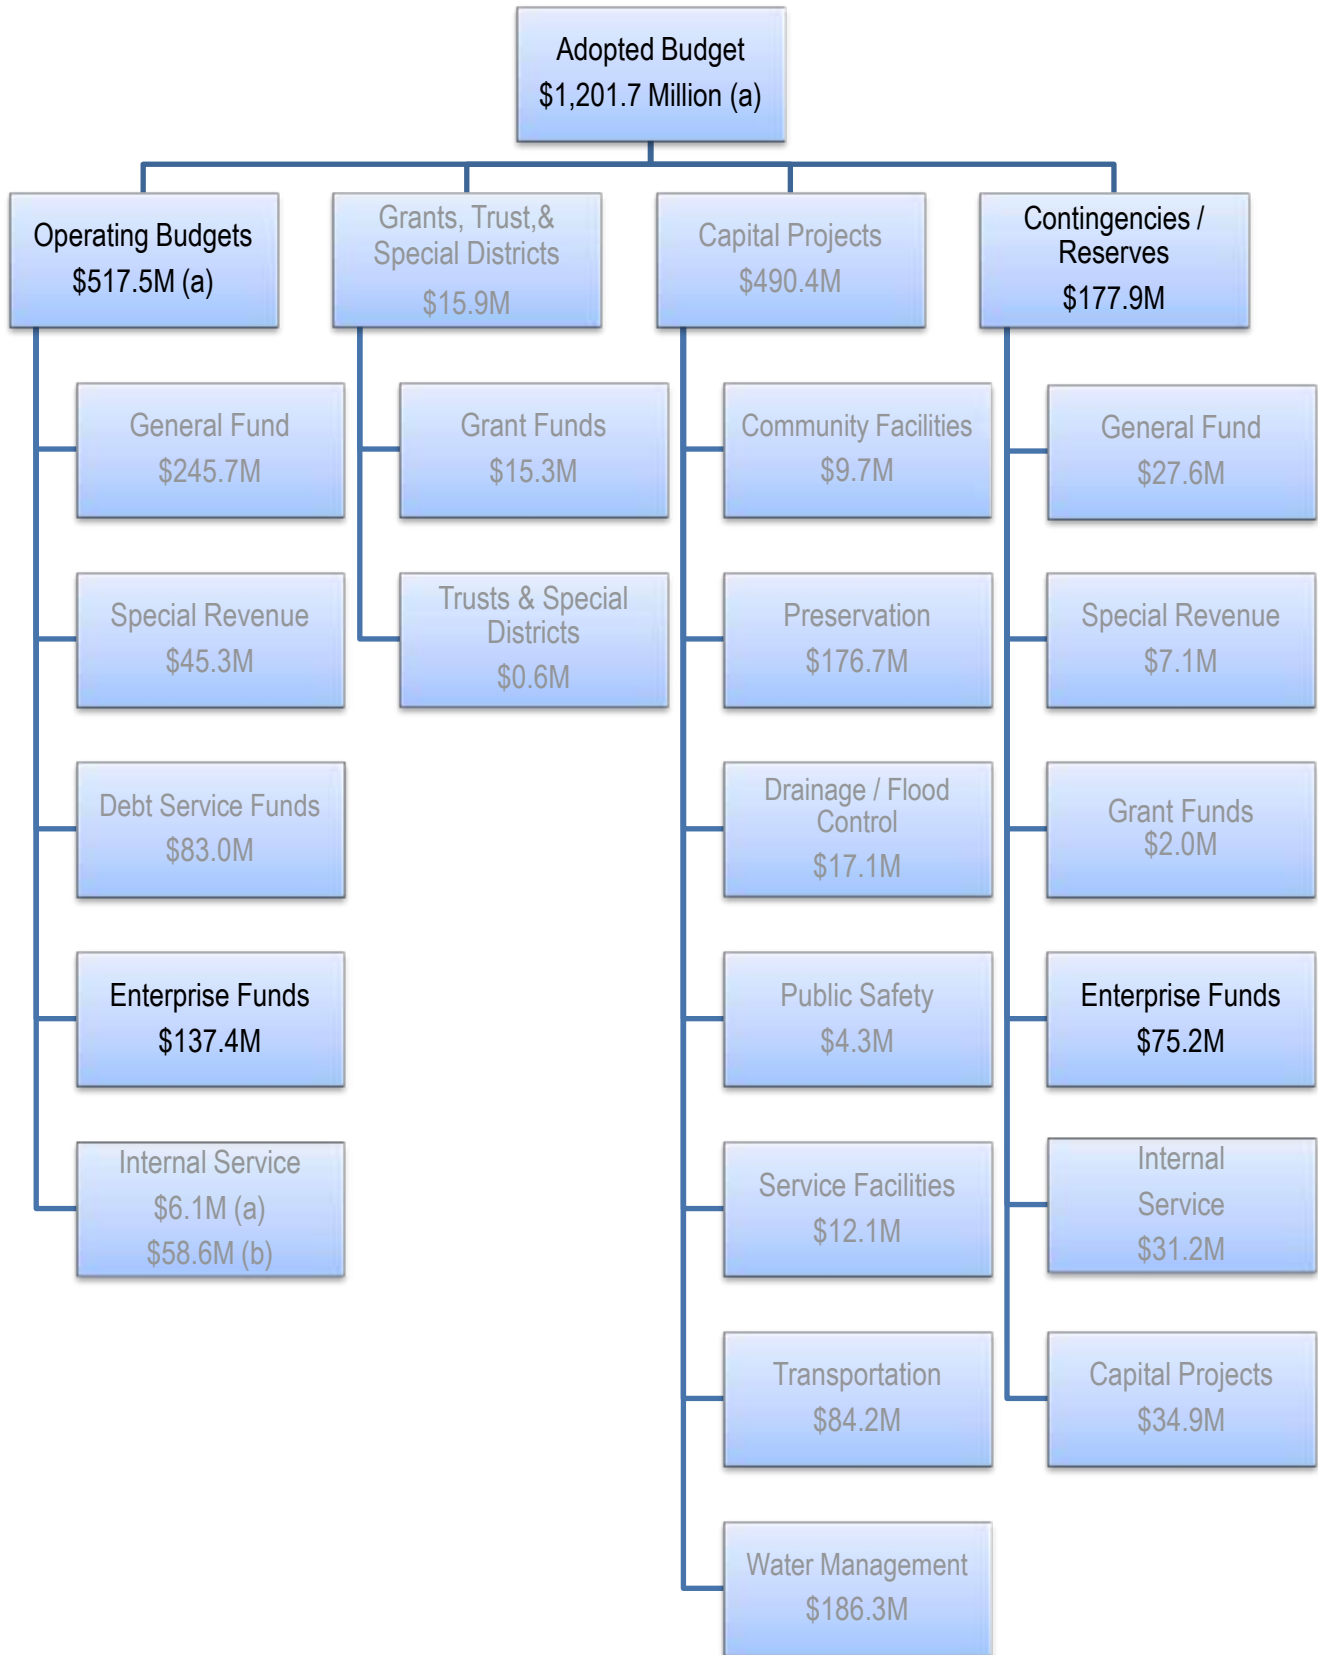 Adopted Budget
$1,201.7 Million (a)
Operating Budgets
$517.5M (a)
General Fund
$245.7M
Special Revenue
$45.3M
Debt Service Funds
$83.0M
Enterprise Funds
$137.4M
Internal Service
$6.1M (a)
$58.6M (b)
Grants, Trust,&
Special Districts
$15.9M
Grant Funds
$15.3M
Trusts & Special
Districts
$0.6M
Capital Projects
$490.4M
Community Facilities
$9.7M
Preservation
$176.7M
Drainage / Flood
Control
$17.1M
Public Safety
$4.3M
Service Facilities
$12.1M
Transportation
$84.2M
Water Management
$186.3M
Contingencies /
Reserves
$177.9M
General Fund
$27.6M
Special Revenue
$7.1M
Grant Funds
$2.0M
Enterprise Funds
$75.2M
Internal
Service
$31.2M
Capital Projects
$34.9M